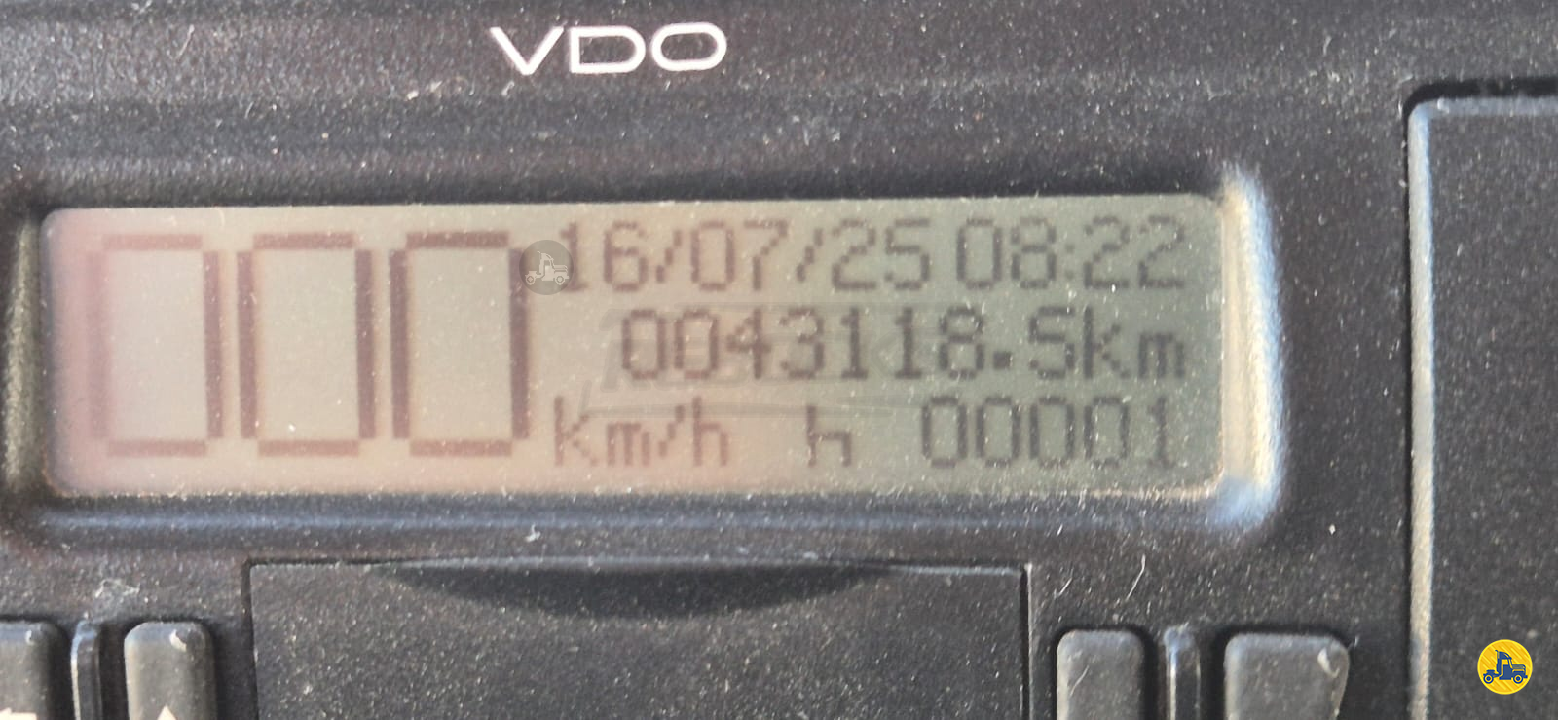 VDO
000 16/07/25 08:22
0043118.5km
km/h h 00001